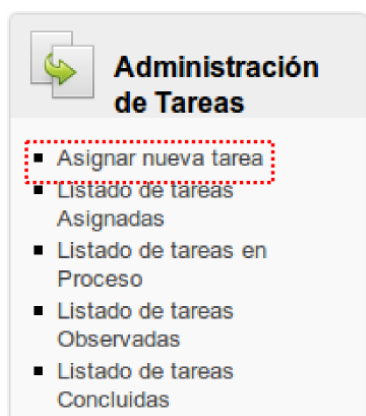 Administración
de Tareas
Asignar nueva tarea
Listado de tareas
Asignadas
Listado de tareas en
Proceso
Listado de tareas
Observadas
Listado de tareas
Concluidas